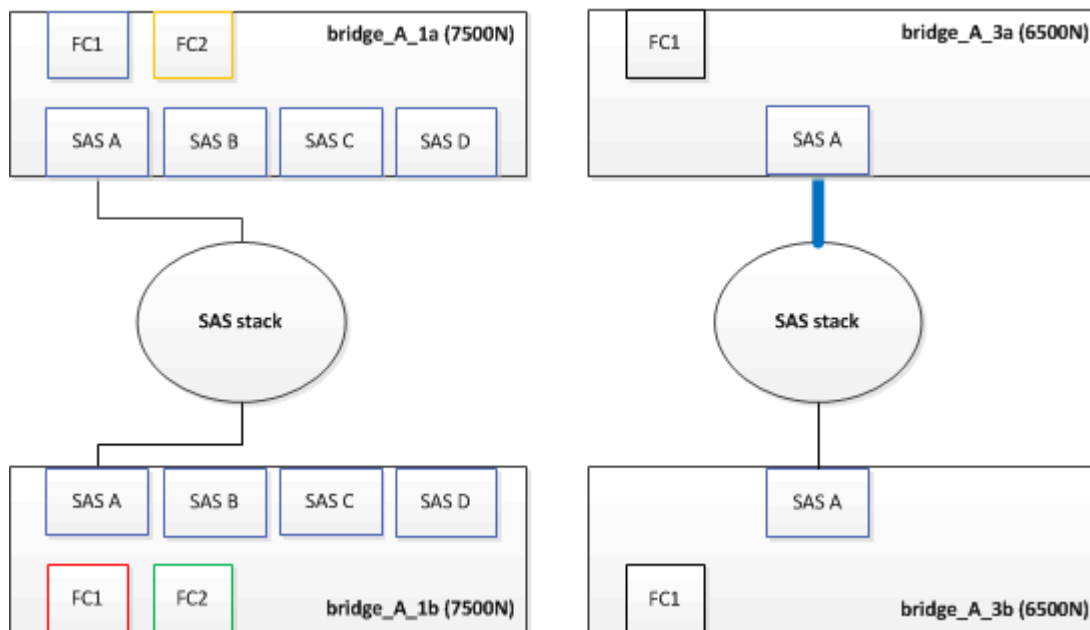 bridge_A_1a (7500N)
FC1
FC2
SAS A
SAS B
SAS C
SAS D
SAS stack
SAS A
SAS B
SAS C
SAS D
FC1
FC2
bridge_A_1b (7500N)
bridge_A_3a (6500N)
FC1
SAS A
SAS stack
SAS A
FC1
bridge_A_3b (6500N)